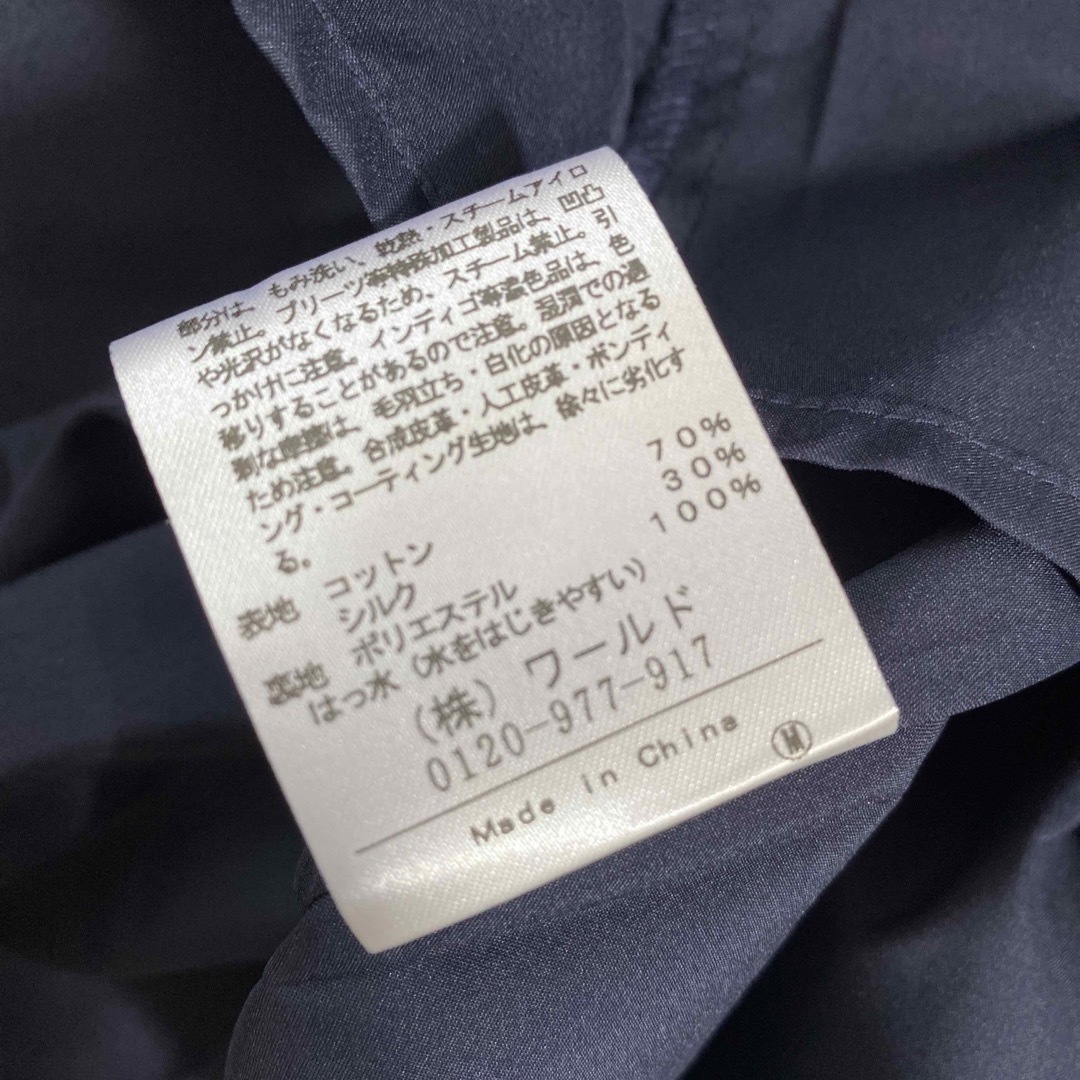 部分は、もみ洗い、乾熱・スチームアイロ
ン禁止。プリーツ等特殊加工製品は、凹凸
や光沢がなくなるため、スチーム禁止。引
っかけに注意。インディゴ等濃色品は、色
移りすることがあるので注意。湿潤での過
剰な摩擦は、毛羽立ち・白化の原因となる
ため注意。合成皮革・人工皮革・ボンディ
ング・コーティング生地は、徐々に劣化す
る。
表地 コットン 70%
シルク 30%
裏地 ポリエステル 100%
はっ水(水をはじきやすい)
(株)ワールド
0120-977-917
Made in China M